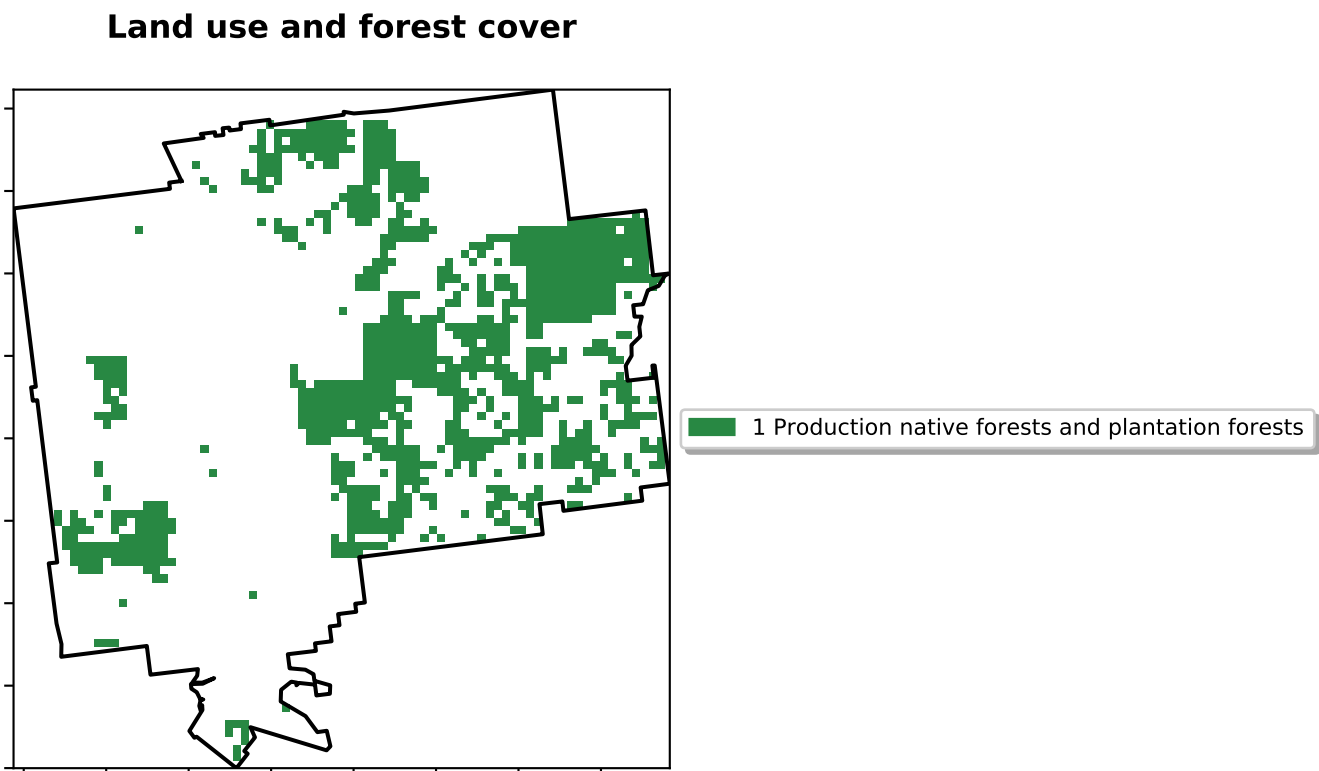 Land use and forest cover
1 Production native forests and plantation forests